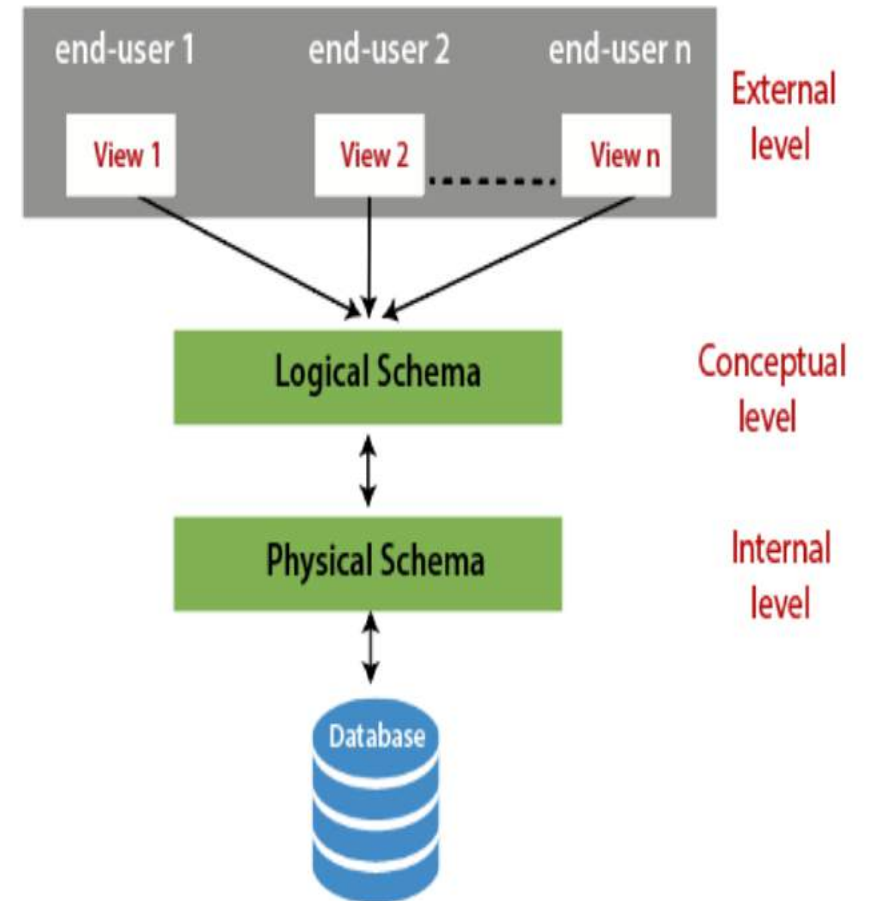 end-user 1
end-user 2
end-user n
View 1
View 2
View n
External
level
Logical Schema
Conceptual
level
Physical Schema
Internal
level
Database